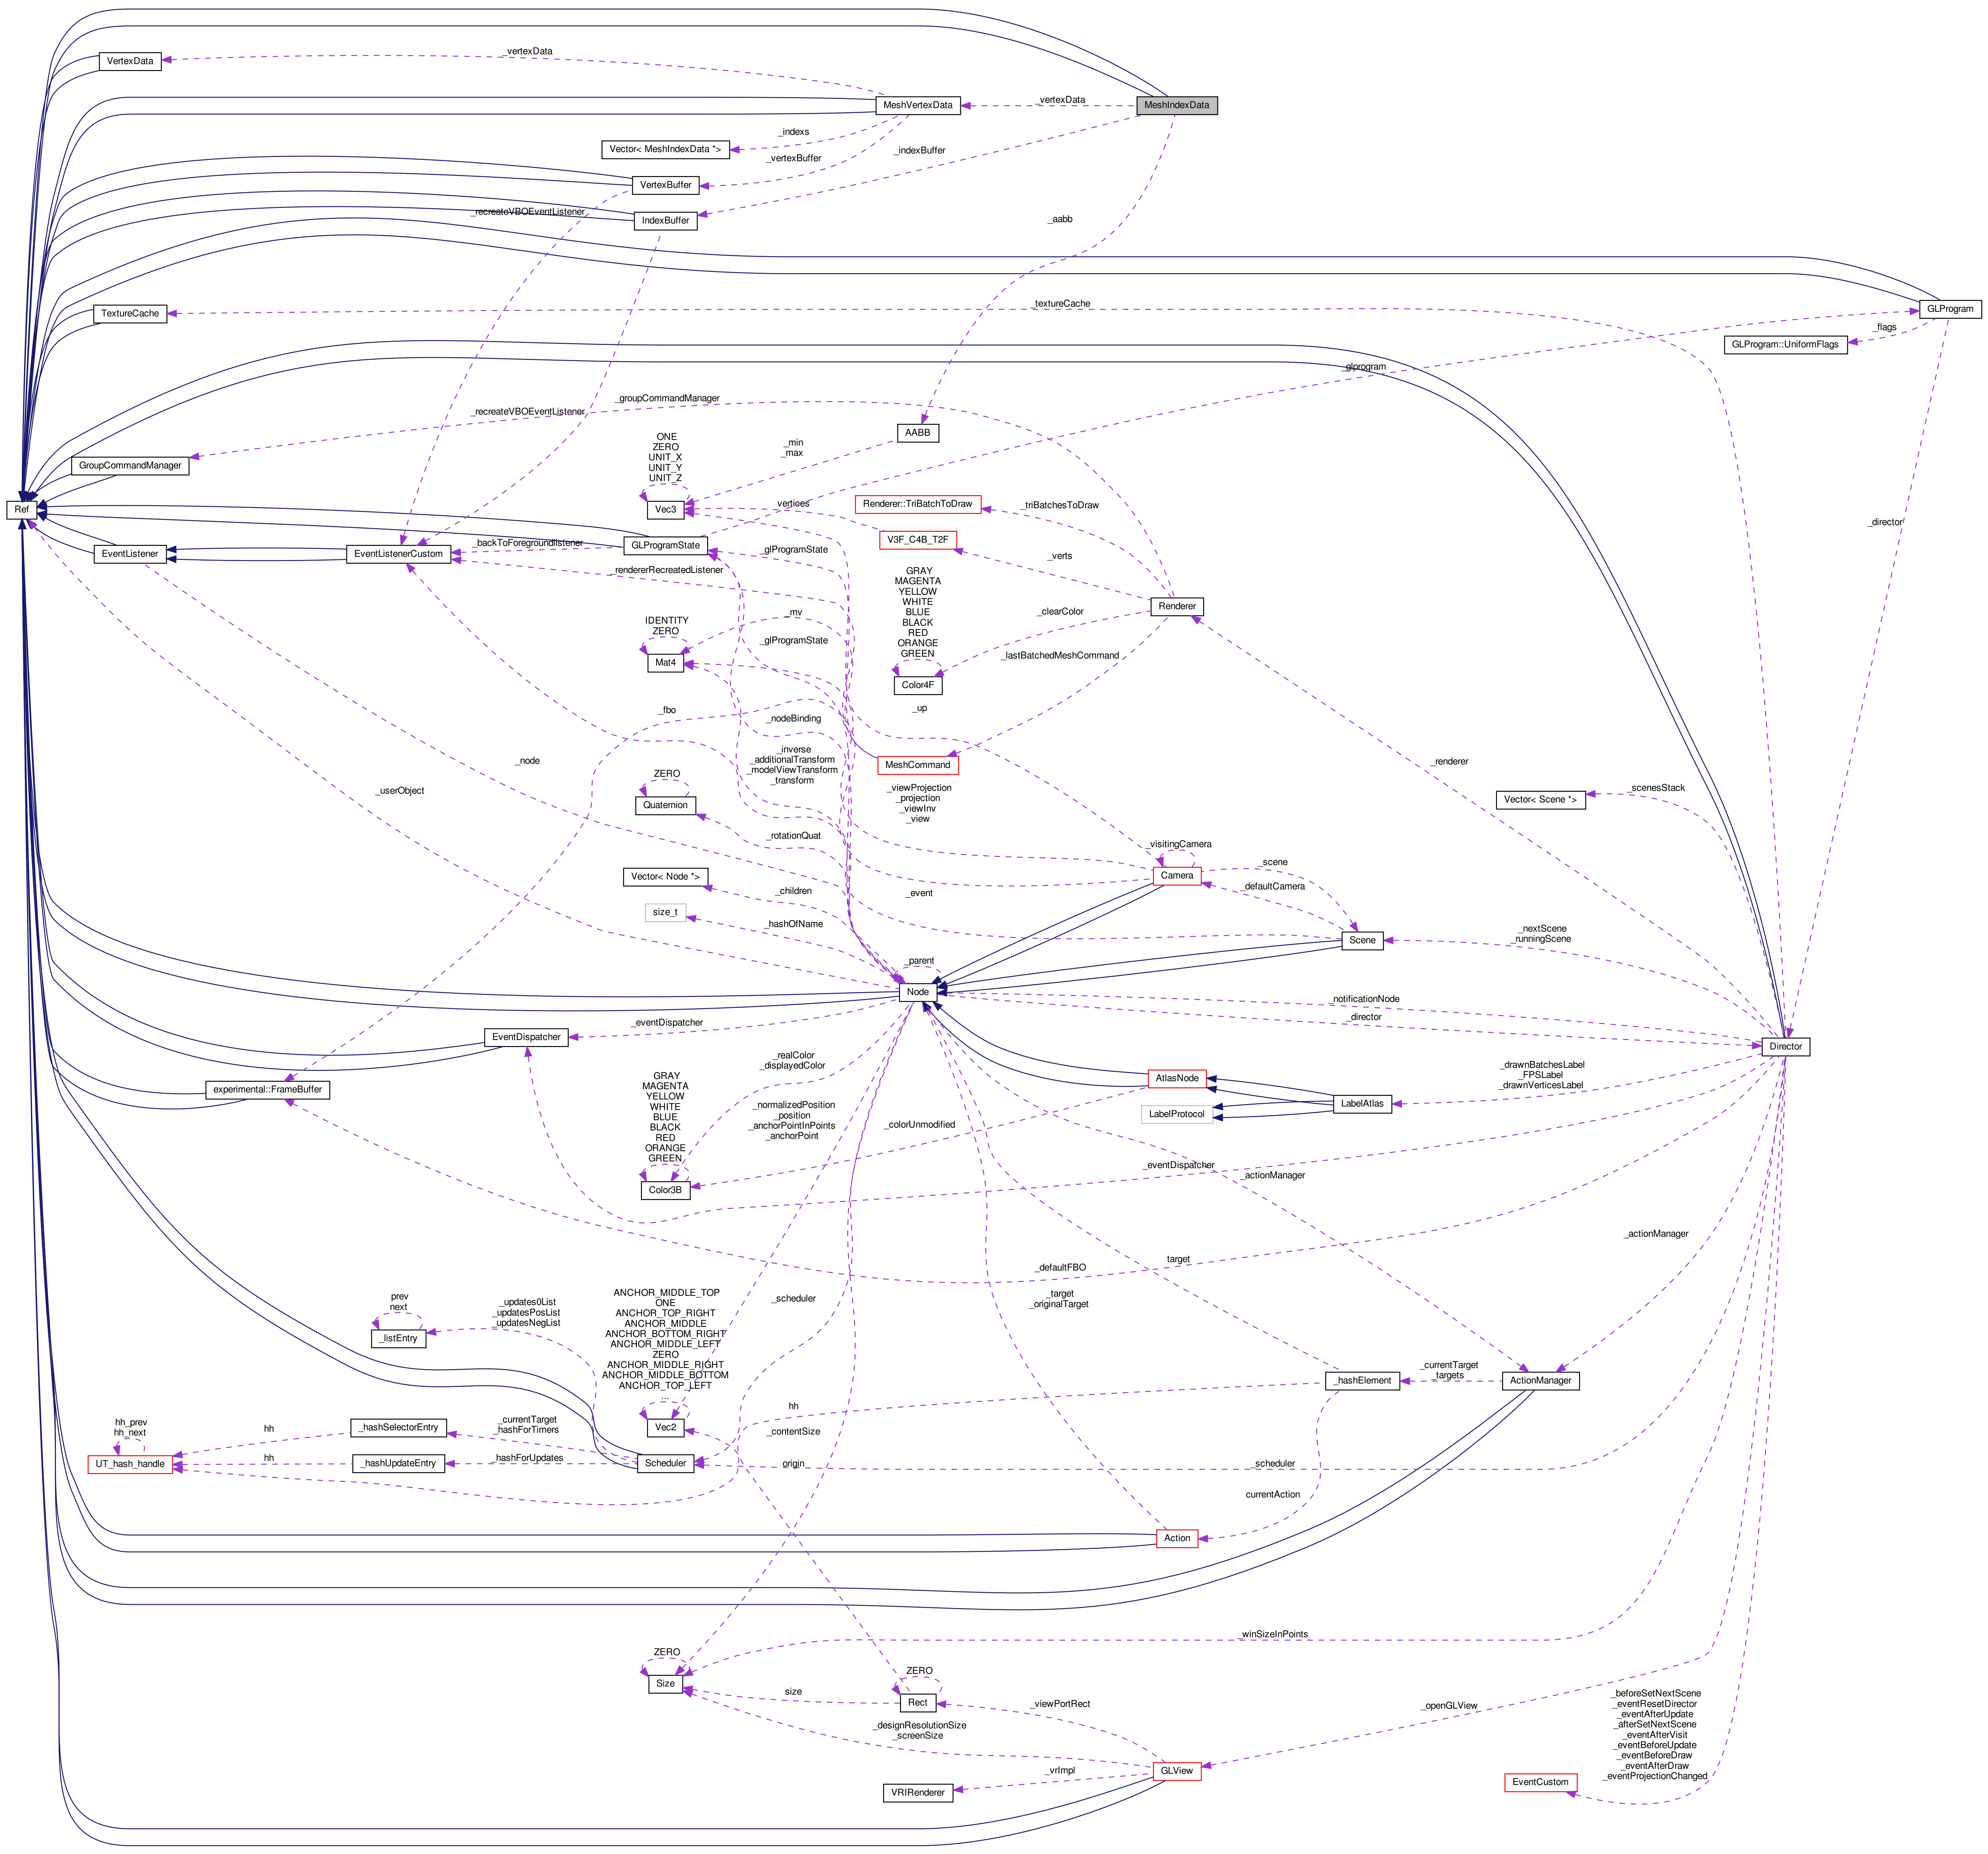 VertexData
_vertexData
MeshVertexData
_vertexData
MeshIndexData
_indexs
Vector< MeshIndexData *>
_vertexBuffer
_indexBuffer
VertexBuffer
_recreateVBOEventListener
IndexBuffer
_aabb
TextureCache
_textureCache
GLProgram
_flags
GLProgram::UniformFlags
_glprogram
_groupCommandManager
_recreateVBOEventListener
AABB
ONE
ZERO
UNIT_X
UNIT_Y
UNIT_Z
_min
_max
GroupCommandManager
Ref
Vec3
vertices
Renderer::TriBatchToDraw
_triBatchesToDraw
_director
EventListener
EventListenerCustom
_backToForegroundlistener
GLProgramState
_glProgramState
V3F_C4B_T2F
_verts
_rendererRecreatedListener
GRAY
MAGENTA
YELLOW
WHITE
BLUE
BLACK
RED
ORANGE
GREEN
Renderer
_clearColor
IDENTITY
ZERO
_mv
_glProgramState
Mat4
_lastBatchedMeshCommand
Color4F
_up
_fbo
_nodeBinding
_node
_inverse
_additionalTransform
_modelViewTransform
_transform
MeshCommand
_renderer
ZERO
Quaternion
_userObject
_viewProjection
_projection
_viewInv
_view
_scenesStack
Vector< Scene *>
_rotationQuat
_visitingCamera
Vector< Node *>
_children
Camera
_scene
_defaultCamera
_event
size_t
_hashOfName
Scene
_nextScene
_runningScene
_parent
Node
_notificationNode
_director
_eventDispatcher
EventDispatcher
Director
_realColor
_displayedColor
experimental::FrameBuffer
GRAY
MAGENTA
YELLOW
WHITE
BLUE
BLACK
RED
ORANGE
GREEN
AtlasNode
_drawnBatchesLabel
_FPSLabel
_drawnVerticesLabel
LabelAtlas
LabelProtocol
_normalizedPosition
_position
_anchorPointInPoints
_anchorPoint
_colorUnmodified
_eventDispatcher
_actionManager
Color3B
_actionManager
target
_defaultFBO
_target
_originalTarget
prev
next
_listEntry
_updates0List
_updatesPosList
_updatesNegList
ANCHOR_MIDDLE_TOP
ONE
ANCHOR_TOP_RIGHT
ANCHOR_MIDDLE
ANCHOR_BOTTOM_RIGHT
ANCHOR_MIDDLE_LEFT
ZERO
ANCHOR_MIDDLE_RIGHT
ANCHOR_MIDDLE_BOTTOM
ANCHOR_TOP_LEFT
...
_scheduler
_hashElement
_currentTarget
_targets
ActionManager
hh
hh_prev
hh_next
hh
_hashSelectorEntry
_currentTarget
_hashForTimers
Vec2
_contentSize
UT_hash_handle
hh
_hashUpdateEntry
_hashForUpdates
Scheduler
origin
_scheduler
currentAction
Action
_winSizeInPoints
ZERO
Size
size
ZERO
Rect
_viewPortRect
_openGLView
_beforeSetNextScene
_eventResetDirector
_eventAfterUpdate
_afterSetNextScene
_eventAfterVisit
_eventBeforeUpdate
_eventBeforeDraw
_eventAfterDraw
_eventProjectionChanged
_designResolutionSize
_screenSize
_vrImpl
GLView
VRIRenderer
EventCustom